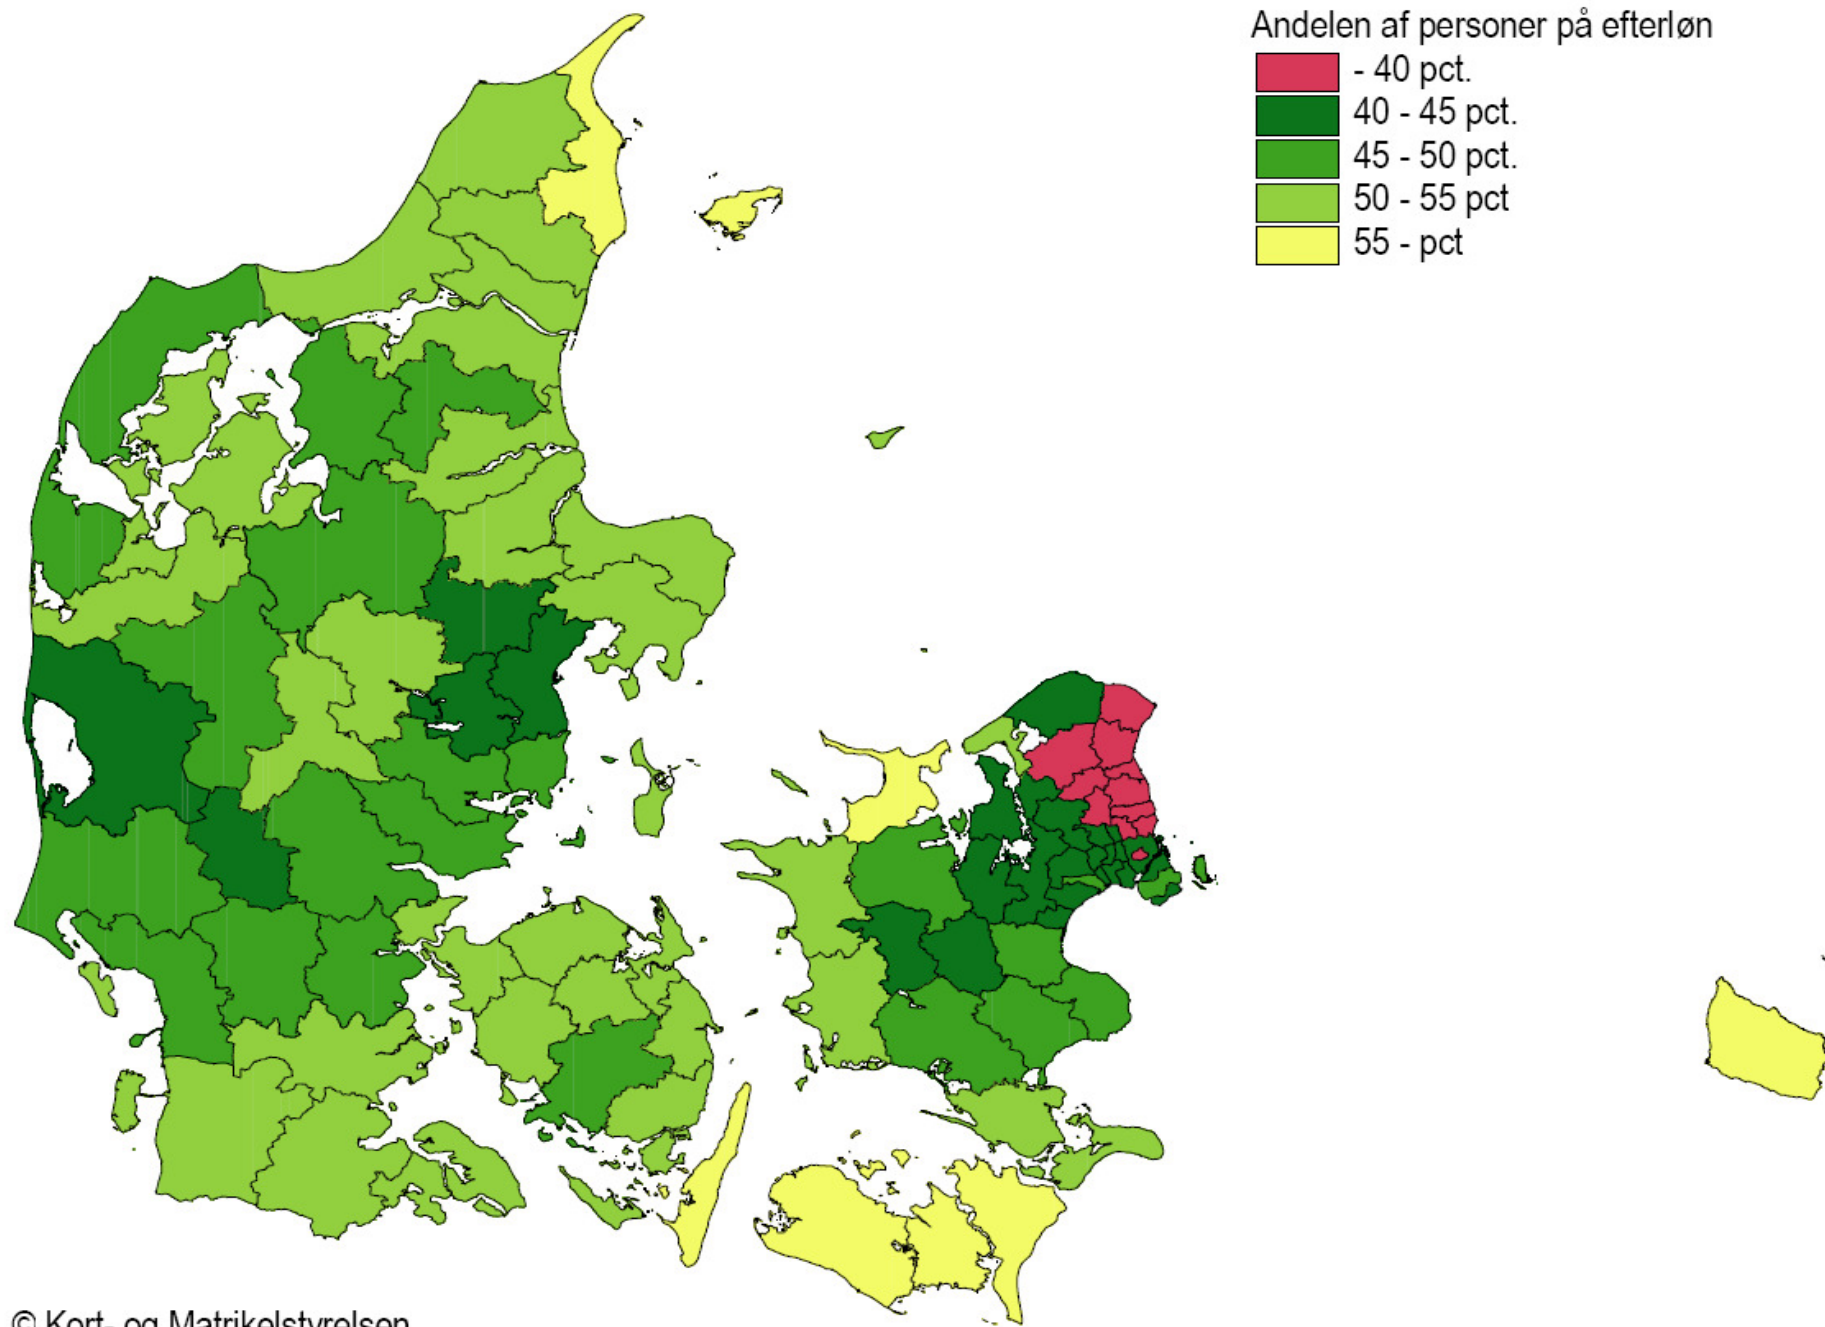 Andelen af personer på efterløn
- 40 pct.
40 - 45 pct.
45 - 50 pct.
50 - 55 pct
55 - pct
© Kort- og Matrikelstyrelsen